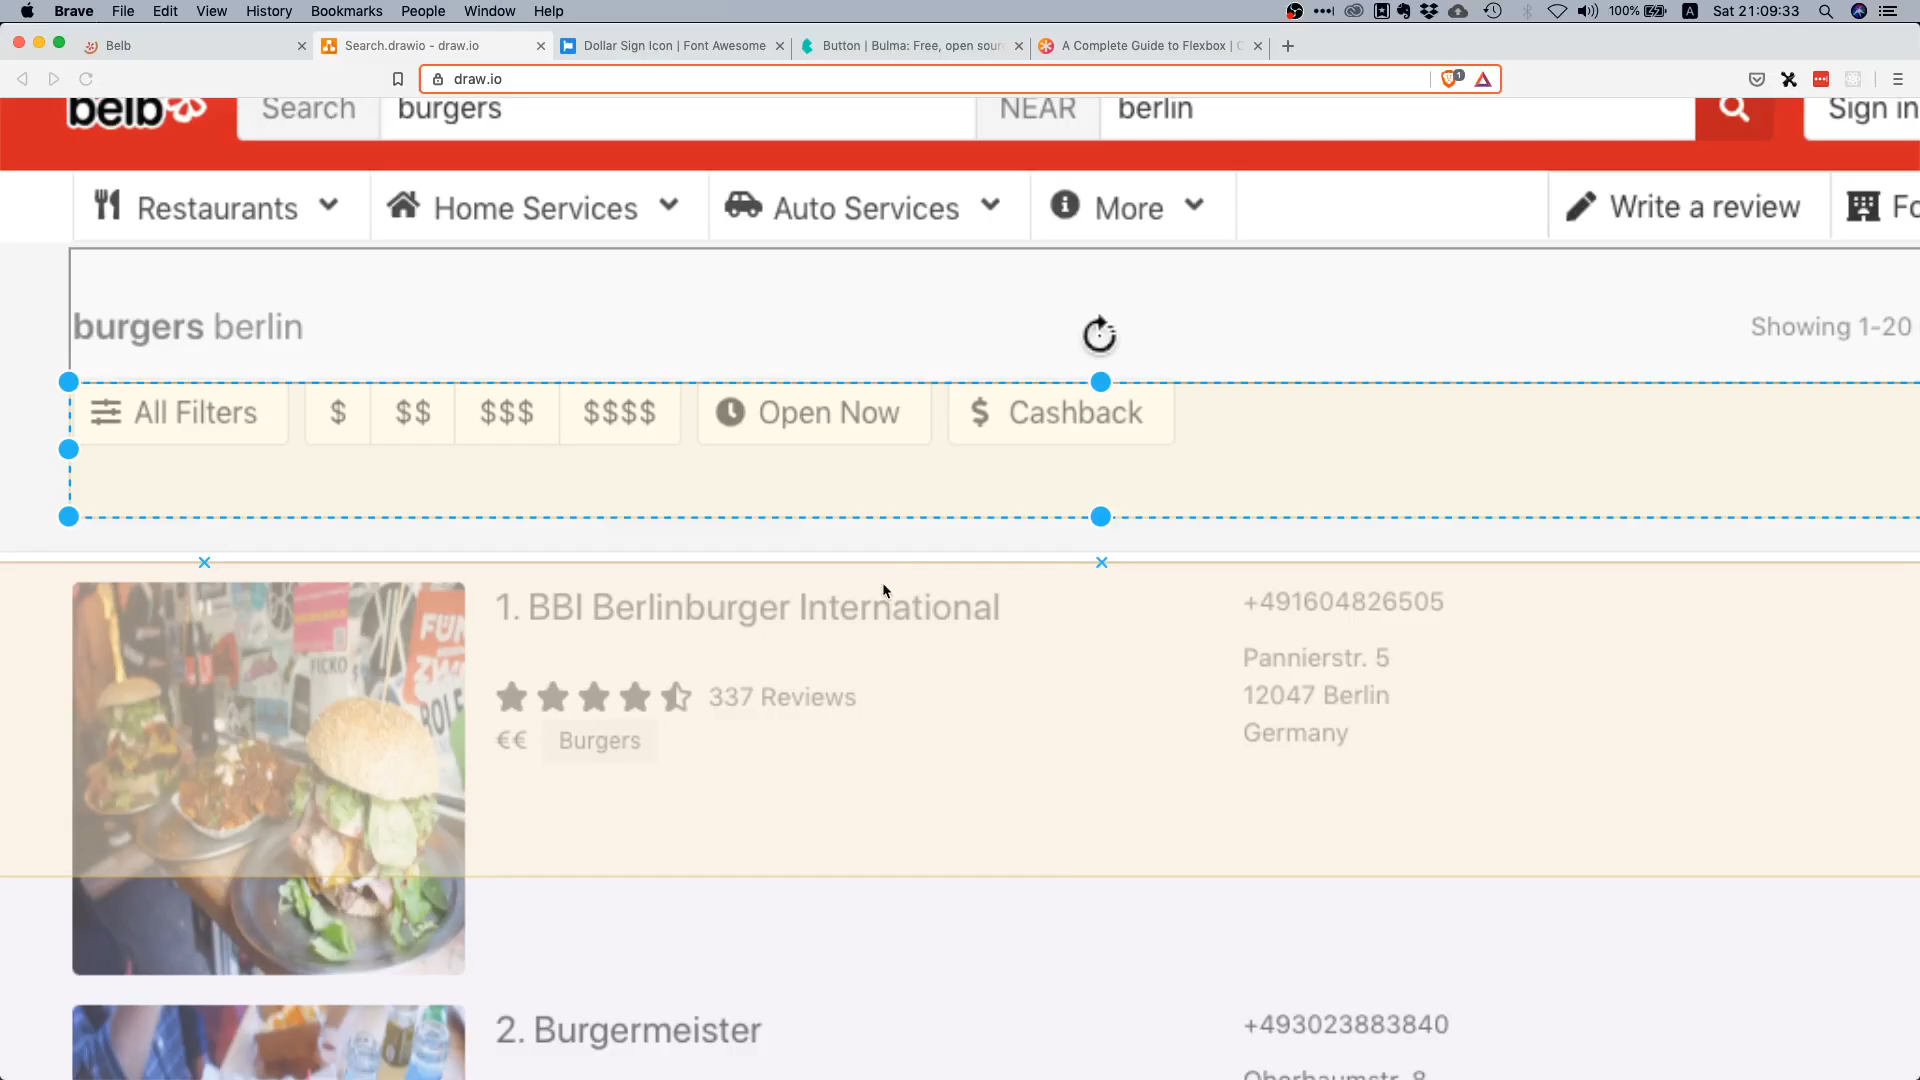 Brave File Edit View History Bookmarks People Window Help 100% A Sat 21:09:33
Belb Search.drawio - draw.io Dollar Sign Icon | Font Awesome Button | Bulma: Free, open sour A Complete Guide to Flexbox |
draw.io 1
belb Search burgers NEAR berlin Sign in
Restaurants Home Services Auto Services More Write a review Fo
burgers berlin Showing 1-20
All Filters $ $$ $$$ $$$$ Open Now $ Cashback
1. BBI Berlinburger International +491604826505
Pannierstr. 5
337 Reviews 12047 Berlin
€€ Burgers Germany
2. Burgermeister +493023883840
Oberbaumstr. 8